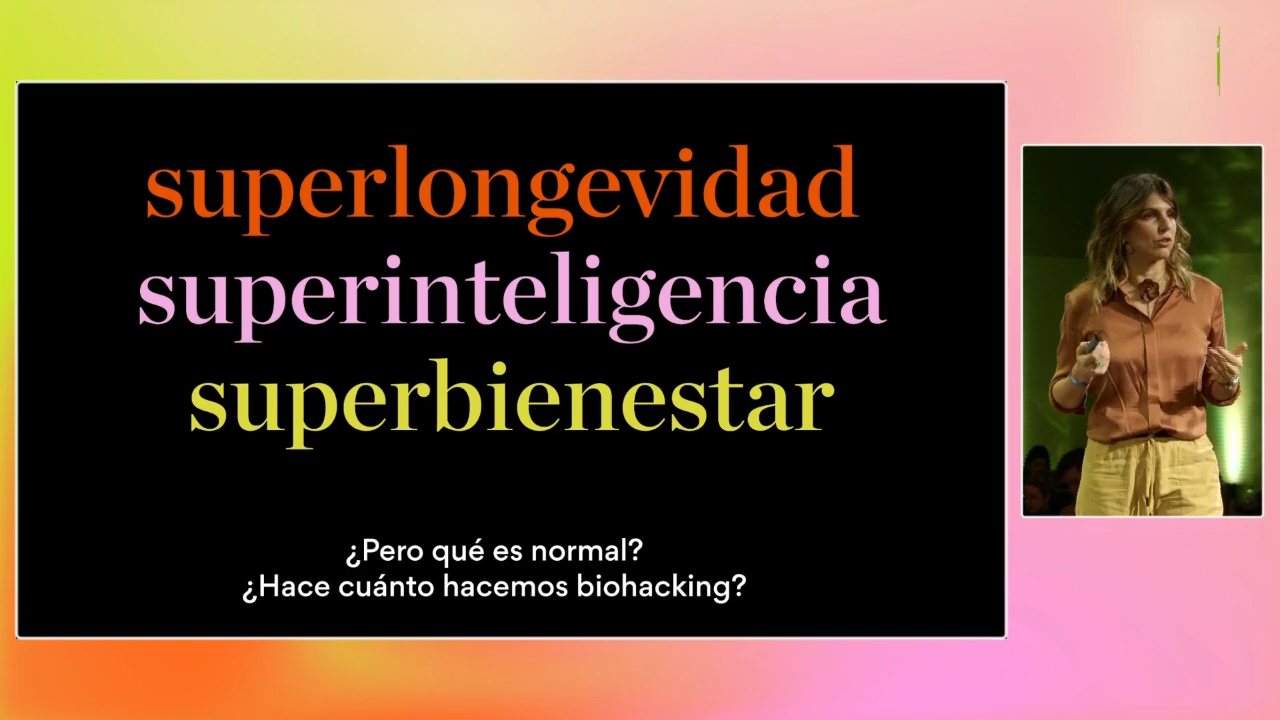 superlongevidad
superinteligencia
superbienestar
¿Pero qué es normal?
¿Hace cuánto hacemos biohacking?